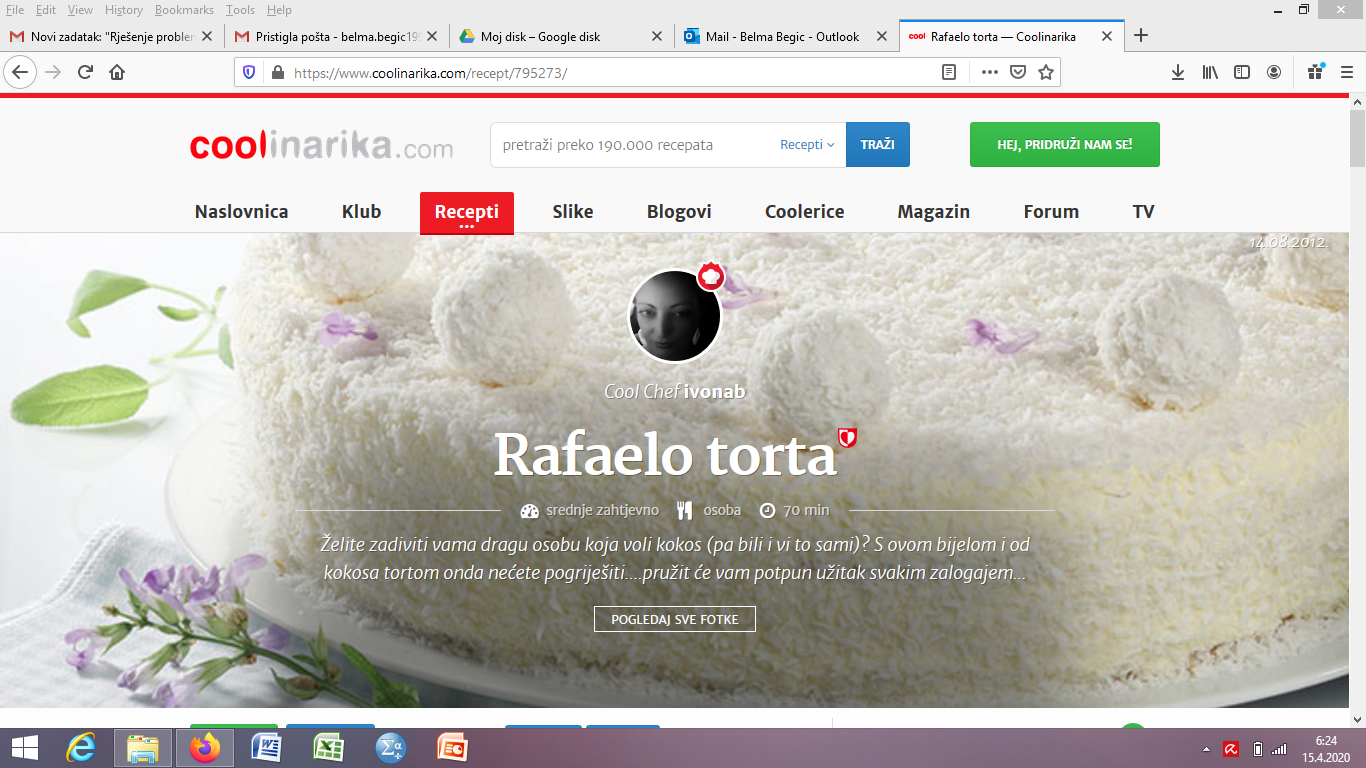 File Edit View History Bookmarks Tools Help
Novi zadatak: "Rješenje problem
Pristigla pošta - belma.begic199
Moj disk – Google disk
Mail - Belma Begic - Outlook
cool Rafaelo torta — Coolinarika
https://www.coolinarika.com/recept/795273/
coolinarika.com
pretraži preko 190.000 recepata
Recepti
TRAŽI
HEJ, PRIDRUŽI NAM SE!
Naslovnica Klub Recepti Slike Blogovi Coolerice Magazin Forum TV
14.08.2012.
Cool Chef ivonab
Rafaelo torta
srednje zahtjevno osoba 70 min
Želite zadiviti vama dragu osobu koja voli kokos (pa bili i vi to sami)? S ovom bijelom i od
kokosa tortom onda nećete pogriješiti....pružit će vam potpun užitak svakim zalogajem...
POGLEDAJ SVE FOTKE
6:24
15.4.2020